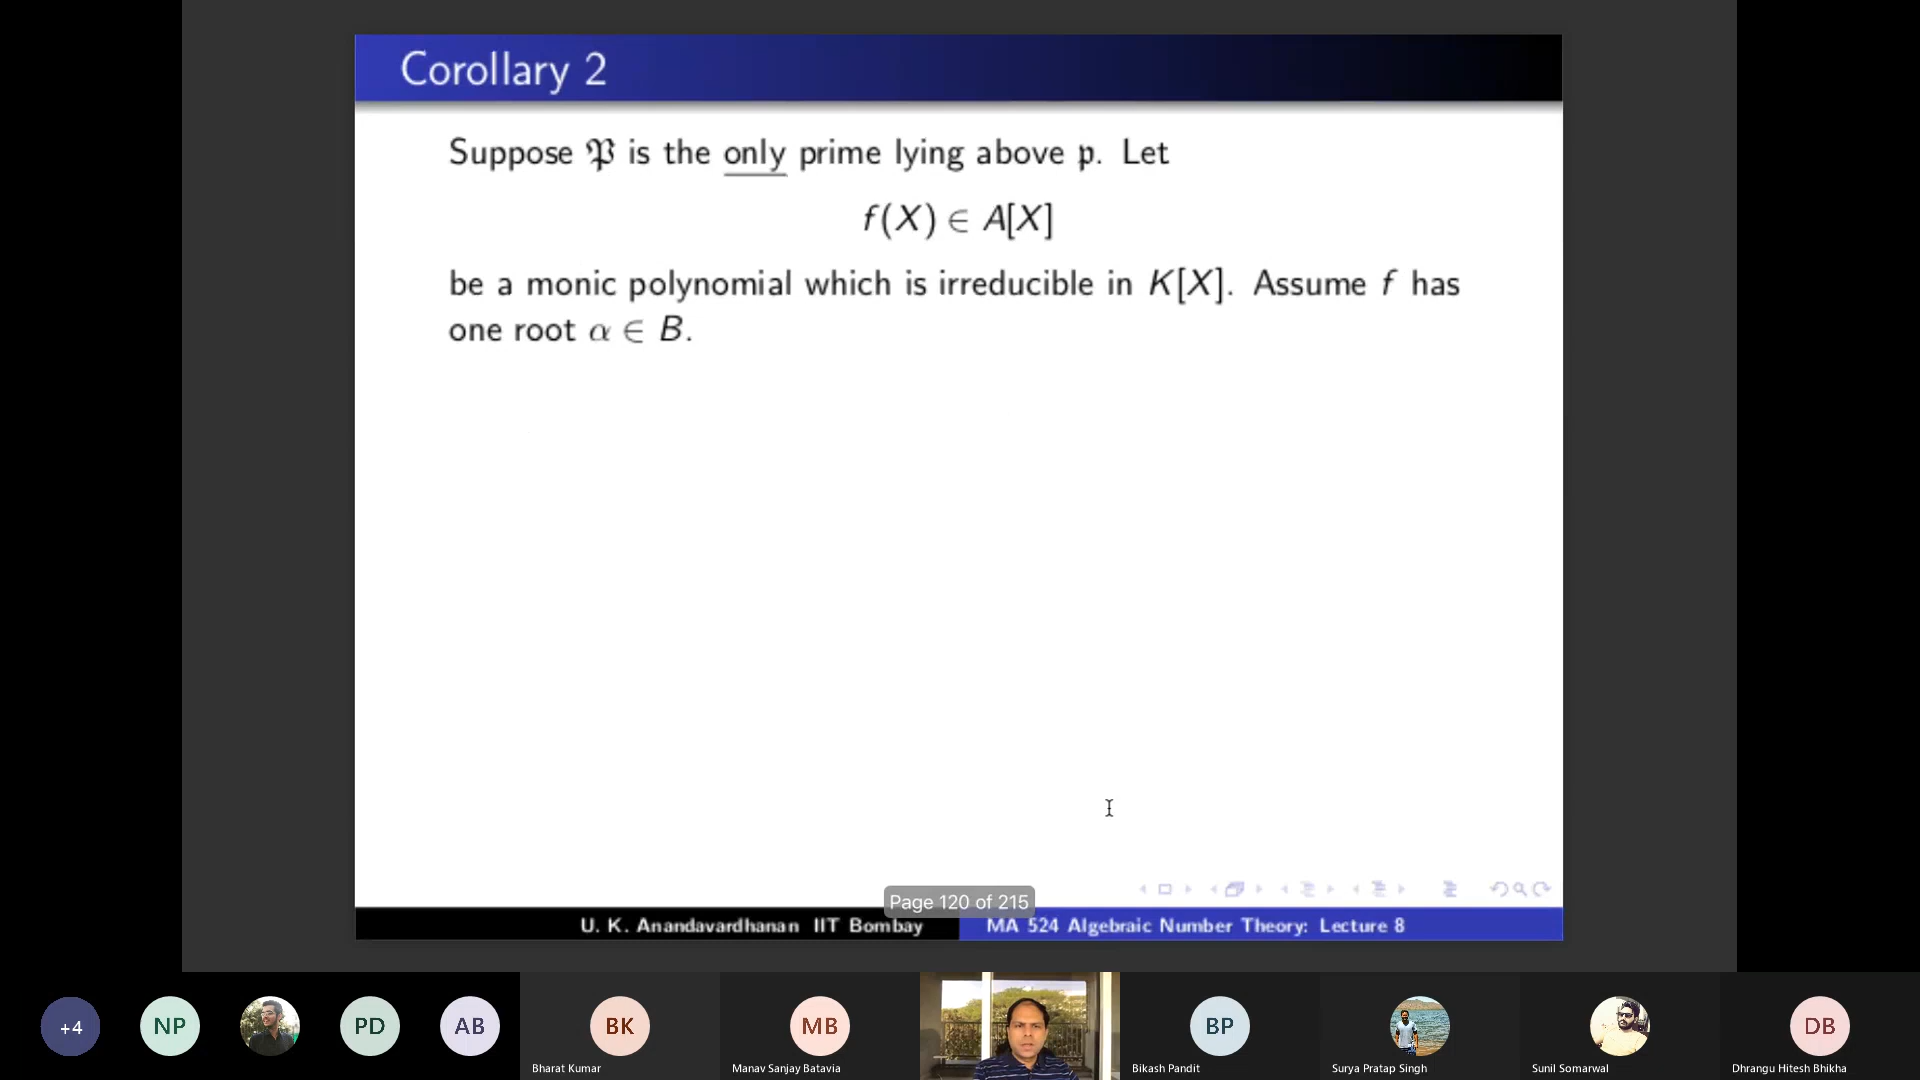 Corollary 2
Suppose 𝔓 is the only prime lying above 𝔭. Let
f(X) ∈ A[X]
be a monic polynomial which is irreducible in K[X]. Assume f has
one root α ∈ B.
Page 120 of 215
U. K. Anandavardhanan IIT Bombay
MA 524 Algebraic Number Theory: Lecture 8
+4
NP
PD
AB
BK
MB
BP
DB
Bharat Kumar
Manav Sanjay Batavia
Bikash Pandit
Surya Pratap Singh
Sunil Somarwal
Dhrangu Hitesh Bhikha